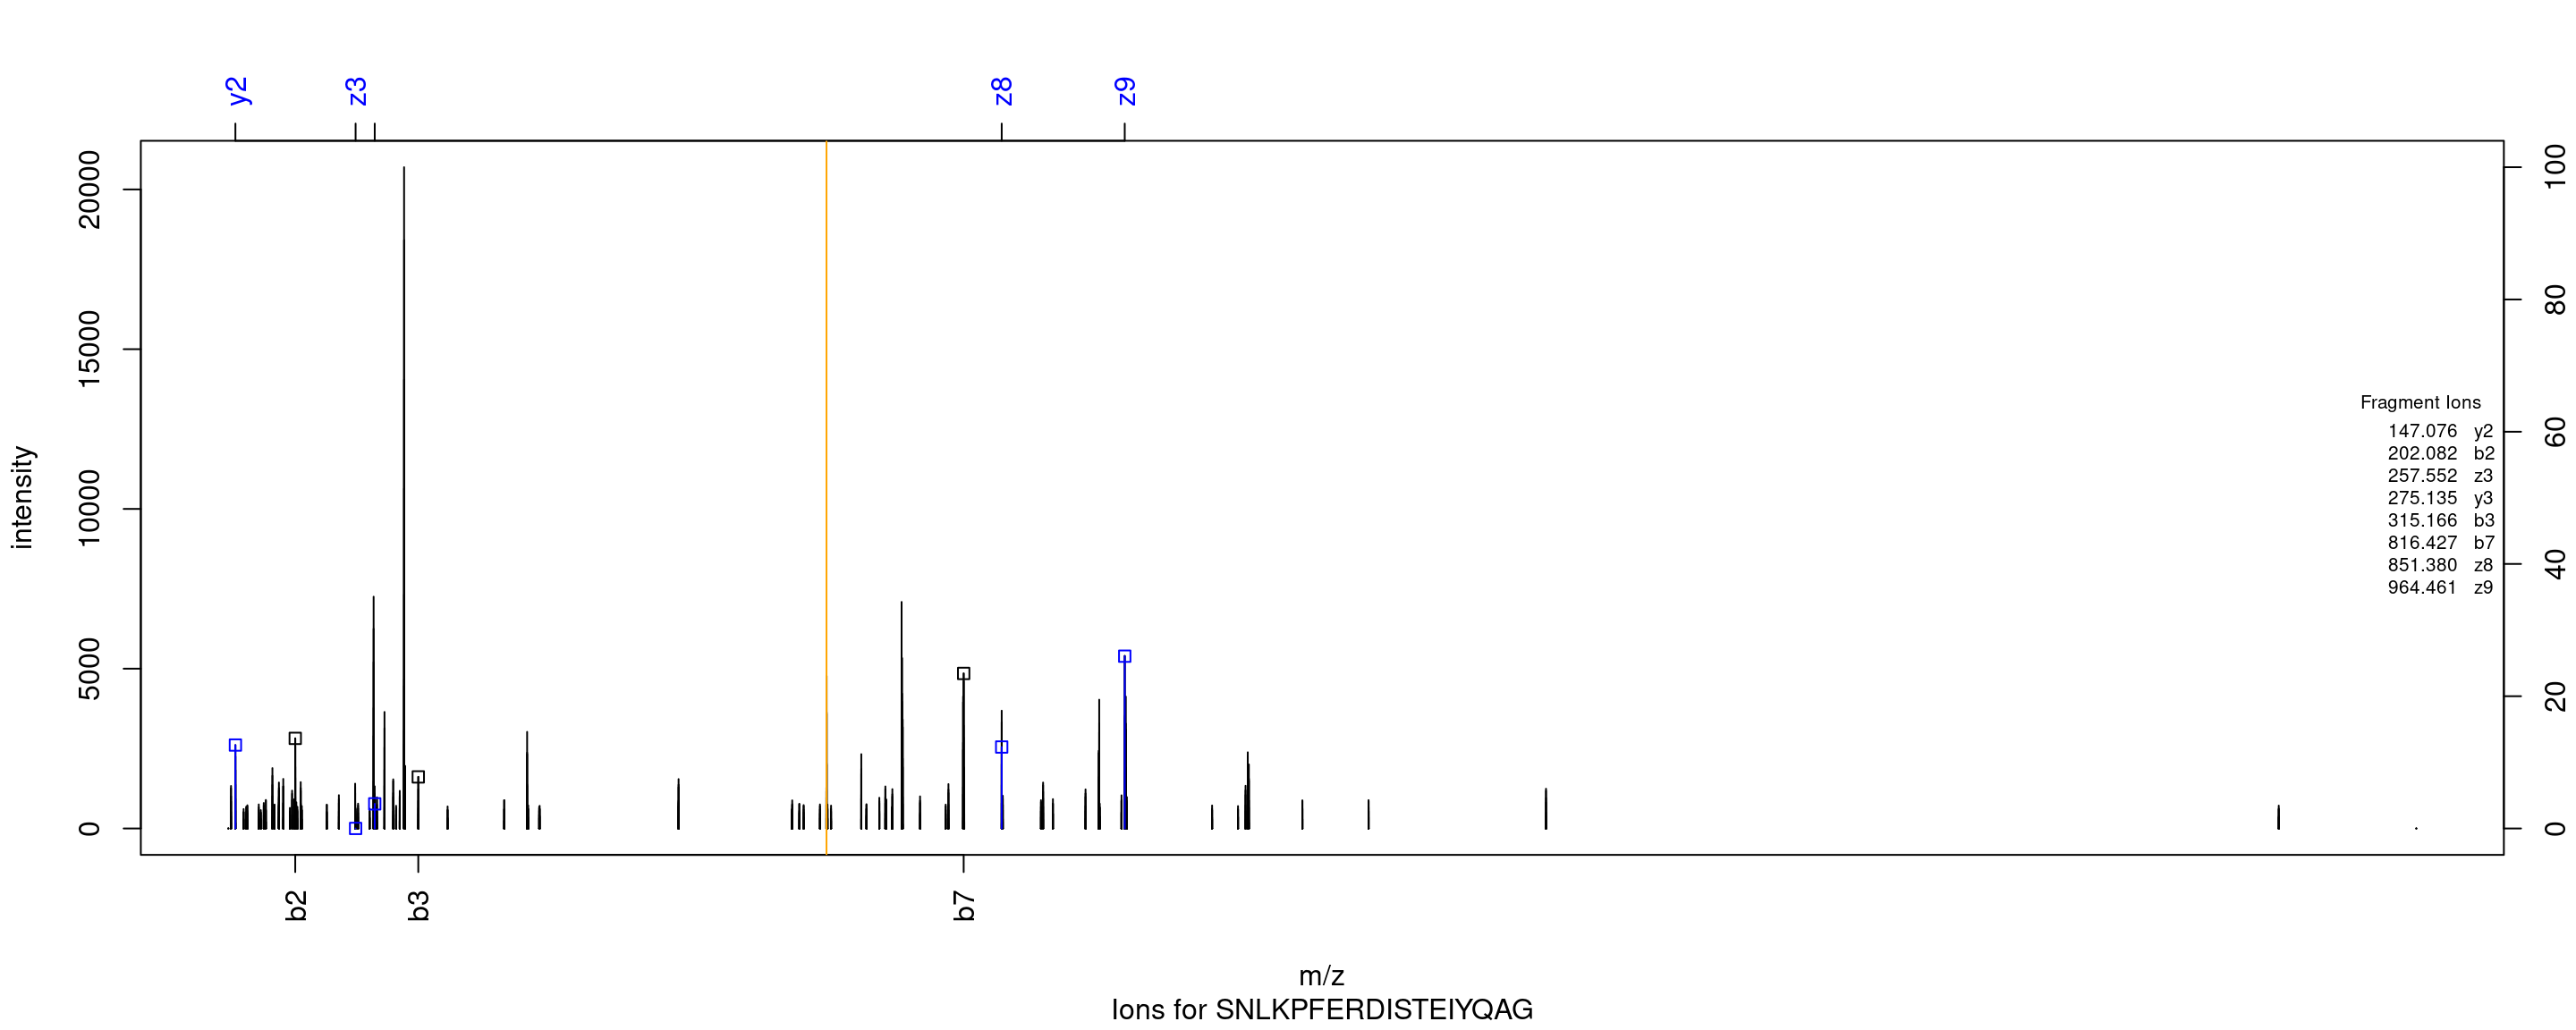 y2
z3
z8
z9
20000
15000
10000
5000
0
intensity
100
80
60
40
20
0
Fragment Ions
147.076 y2
202.082 b2
257.552 z3
275.135 y3
315.166 b3
816.427 b7
851.380 z8
964.461 z9
b2
b3
b7
m/z
Ions for SNLKPFERDISTEIYQAG